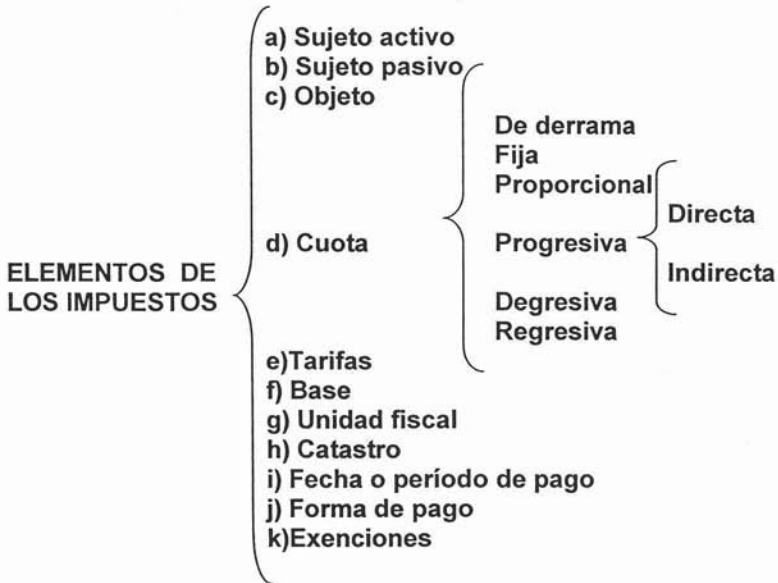 ELEMENTOS DE
LOS IMPUESTOS
a) Sujeto activo
b) Sujeto pasivo
c) Objeto
d) Cuota
De derrama
Fija
Proporcional
Progresiva
Directa
Indirecta
Degresiva
Regresiva
e)Tarifas
f) Base
g) Unidad fiscal
h) Catastro
i) Fecha o período de pago
j) Forma de pago
k)Exenciones